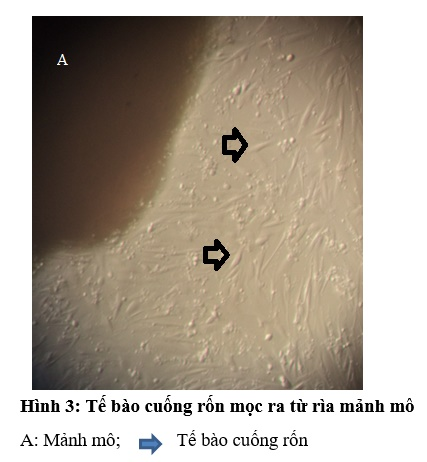 A
Hình 3: Tế bào cuống rốn mọc ra từ rìa mảnh mô
A: Mảnh mô; Tế bào cuống rốn